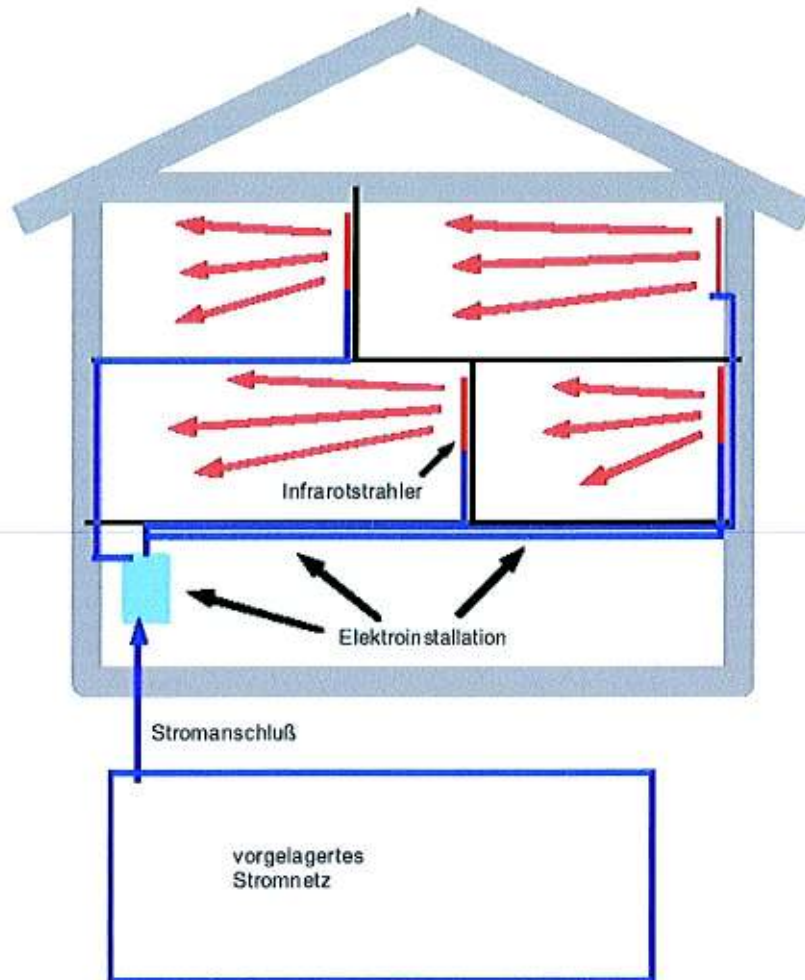 Infrarotstrahler
Elektroinstallation
Stromanschluß
vorgelagertes
Stromnetz